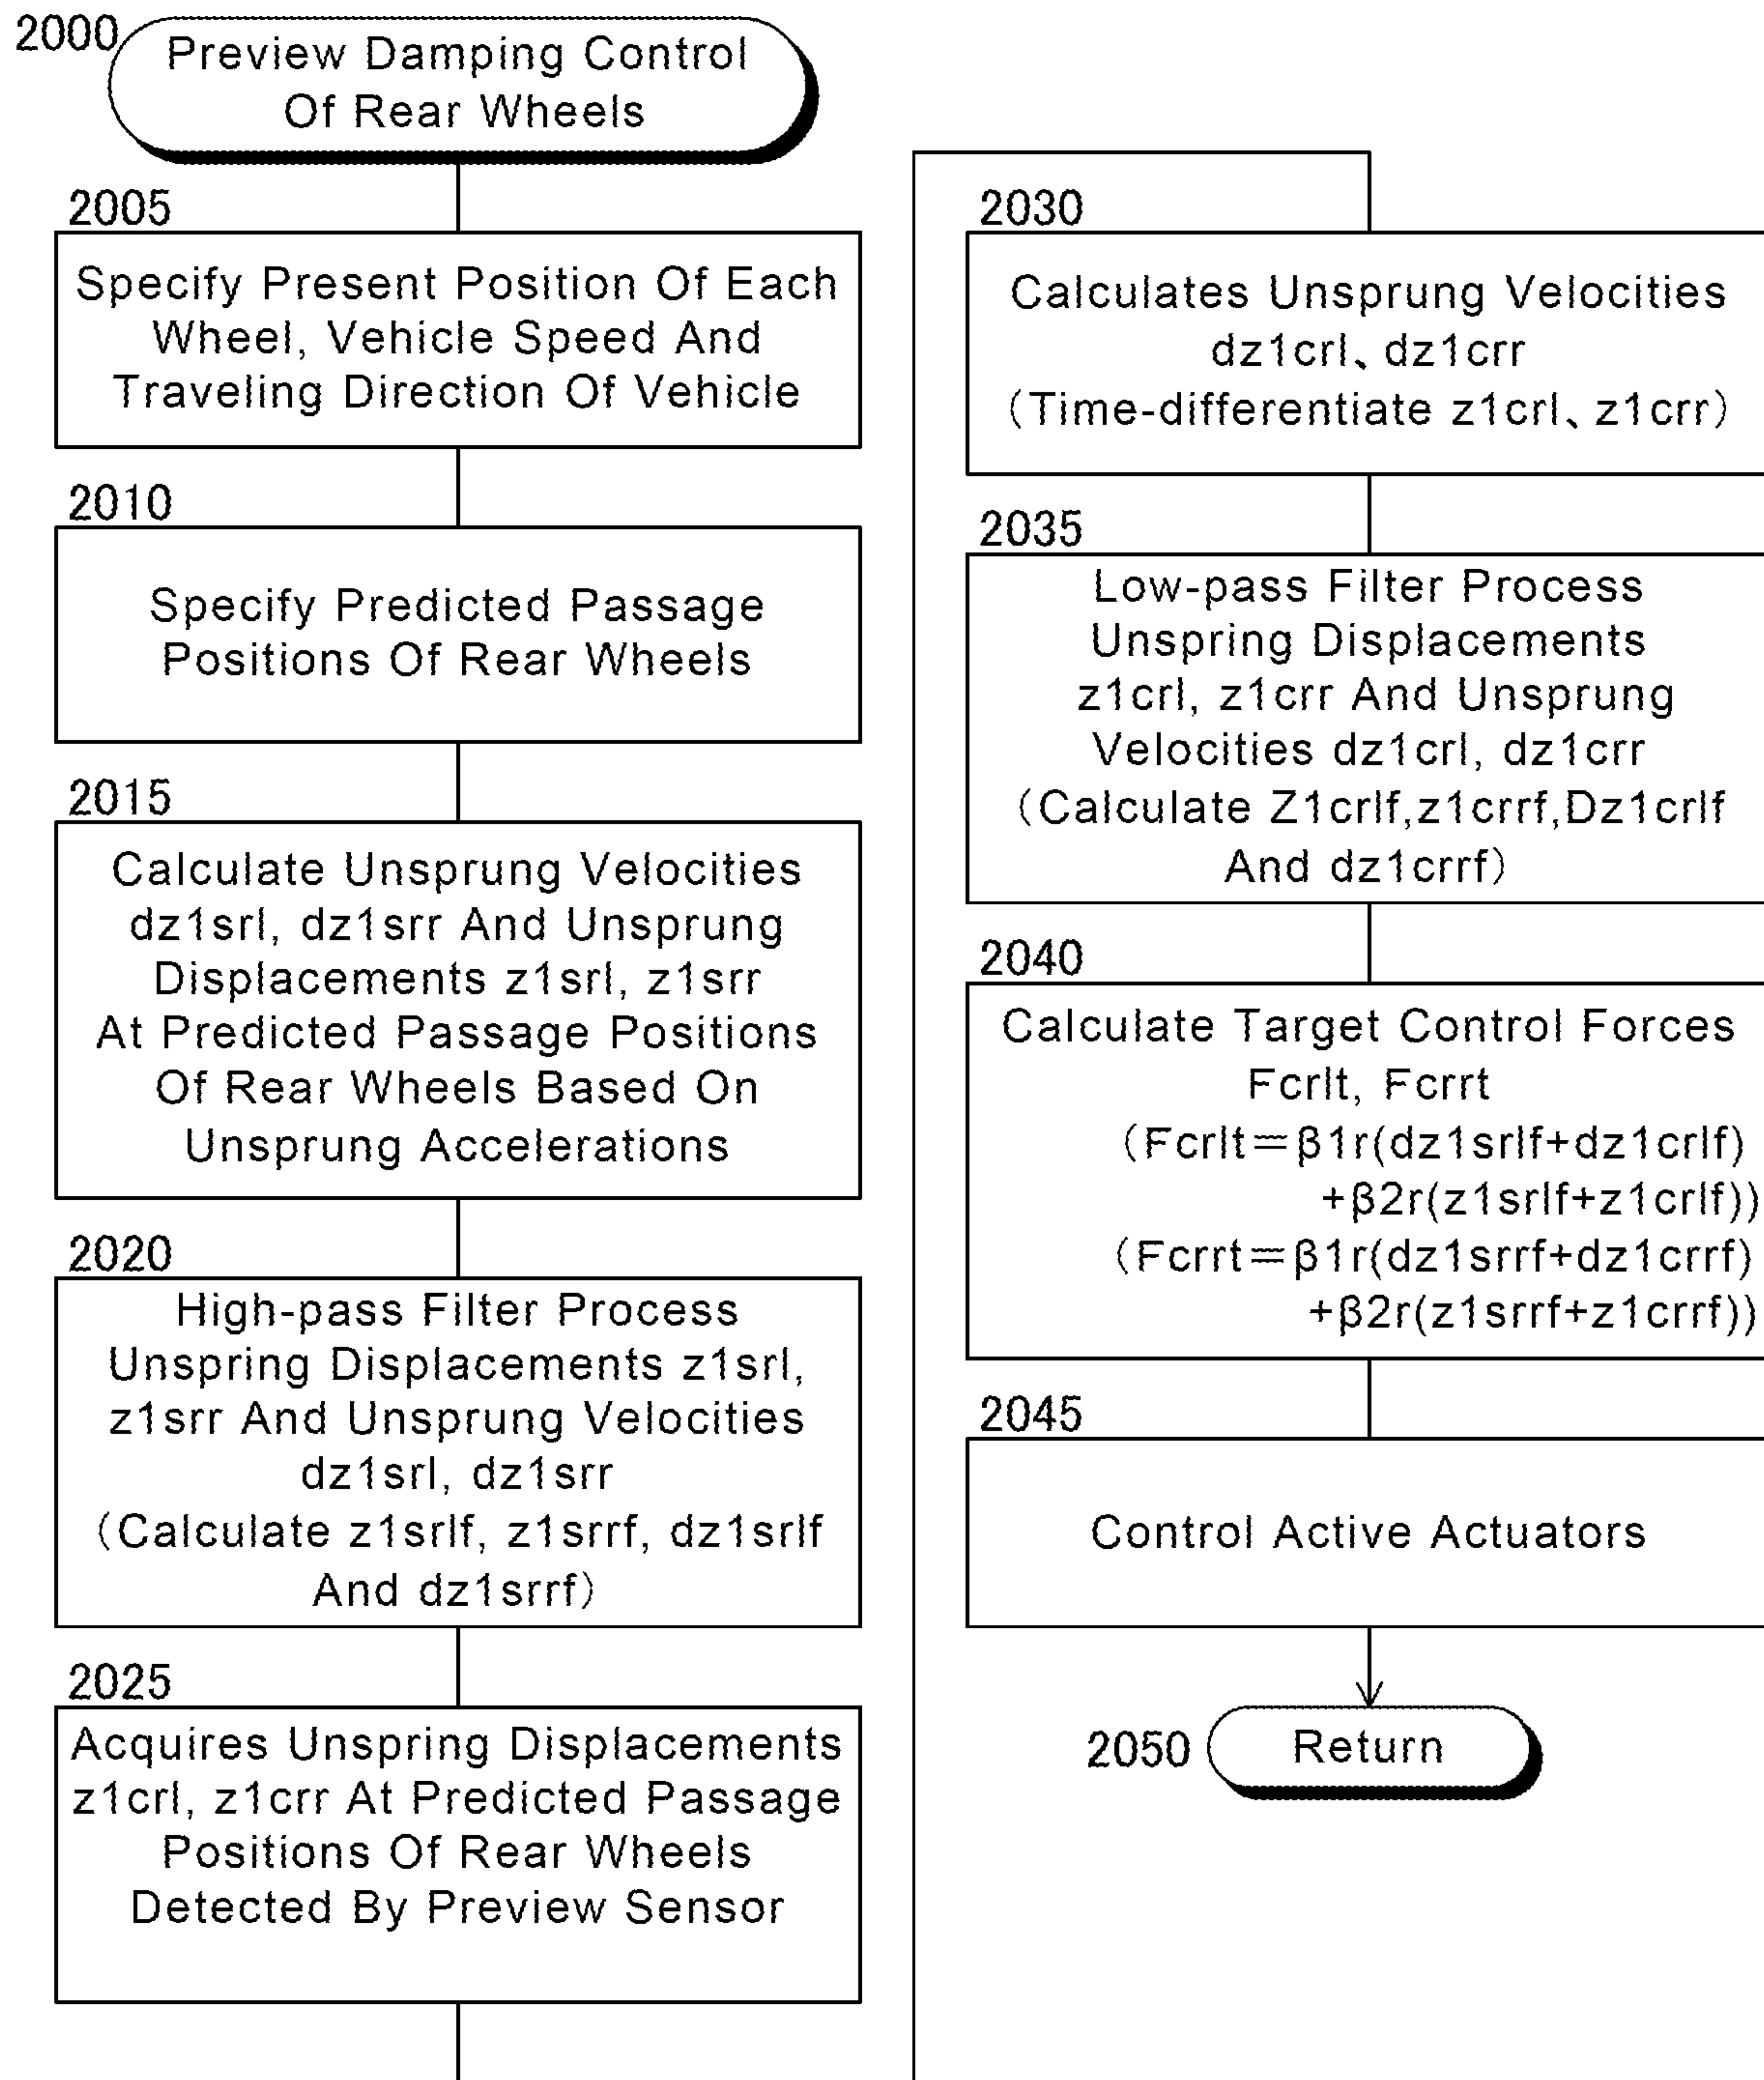 2000
Preview Damping Control
Of Rear Wheels
2005
Specify Present Position Of Each
Wheel, Vehicle Speed And
Traveling Direction Of Vehicle
2010
Specify Predicted Passage
Positions Of Rear Wheels
2015
Calculate Unsprung Velocities
dz1srl, dz1srr And Unsprung
Displacements z1srl, z1srr
At Predicted Passage Positions
Of Rear Wheels Based On
Unsprung Accelerations
2020
High-pass Filter Process
Unspring Displacements z1srl,
z1srr And Unsprung Velocities
dz1srl, dz1srr
(Calculate z1srlf, z1srrf, dz1srlf
And dz1srrf)
2025
Acquires Unspring Displacements
z1crl, z1crr At Predicted Passage
Positions Of Rear Wheels
Detected By Preview Sensor
2030
Calculates Unsprung Velocities
dz1crl、dz1crr
(Time-differentiate z1crl、z1crr)
2035
Low-pass Filter Process
Unspring Displacements
z1crl, z1crr And Unsprung
Velocities dz1crl, dz1crr
(Calculate Z1crlf,z1crrf,Dz1crlf
And dz1crrf)
2040
Calculate Target Control Forces
Fcrlt, Fcrrt
(Fcrlt=β1r(dz1srlf+dz1crlf)
+β2r(z1srlf+z1crlf))
(Fcrrt=β1r(dz1srrf+dz1crrf)
+β2r(z1srrf+z1crrf))
2045
Control Active Actuators
2050
Return